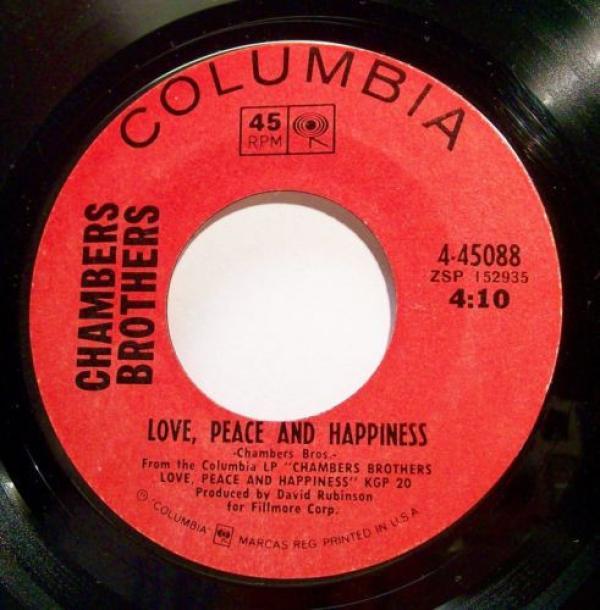 COLUMBIA
45
RPM
CHAMBERS
BROTHERS
4-45088
ZSP 152935
4:10
LOVE, PEACE AND HAPPINESS
-Chambers Bros.-
From the Columbia LP "CHAMBERS BROTHERS
LOVE, PEACE AND HAPPINESS" KGP 20
Produced by David Rubinson
for Fillmore Corp.
℗ "COLUMBIA" MARCAS REG. PRINTED IN U.S.A.